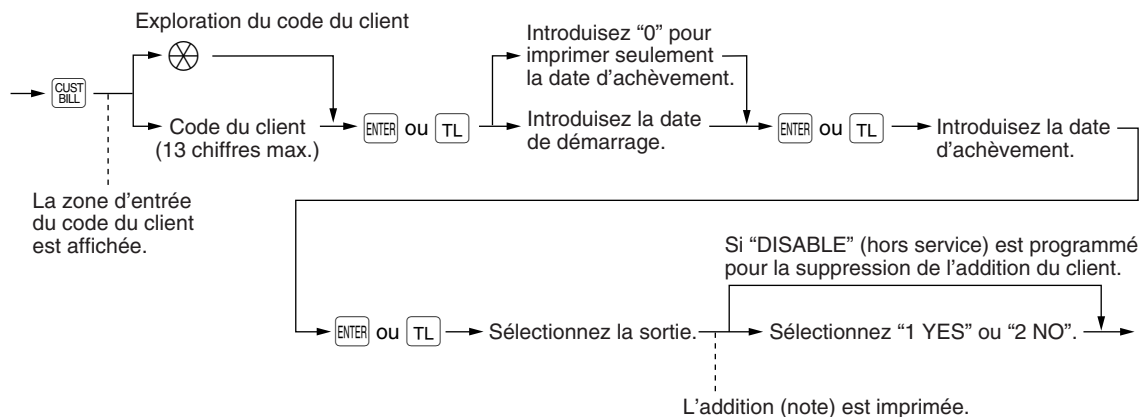 Exploration du code du client
CUST
BILL
Code du client
(13 chiffres max.)
La zone d'entrée
du code du client
est affichée.
ENTER ou TL
Introduisez “0” pour
imprimer seulement
la date d'achèvement.
Introduisez la date
de démarrage.
ENTER ou TL
Introduisez la date
d'achèvement.
ENTER ou TL
Sélectionnez la sortie.
Si “DISABLE” (hors service) est programmé
pour la suppression de l'addition du client.
Sélectionnez “1 YES” ou “2 NO”.
L'addition (note) est imprimée.